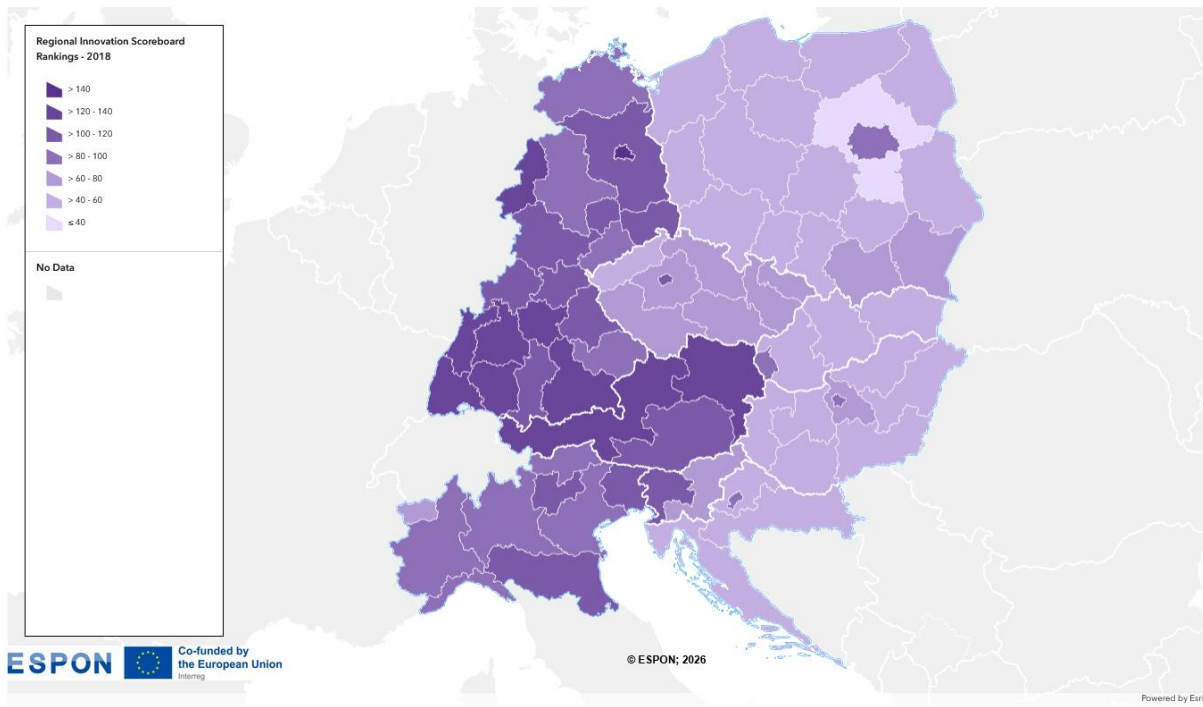 Regional Innovation Scoreboard
Rankings - 2018
> 140
> 120 - 140
> 100 - 120
> 80 - 100
> 60 - 80
> 40 - 60
≤ 40
No Data
ESPON
Co-funded by
the European Union
Interreg
© ESPON; 2026
Powered by Esri